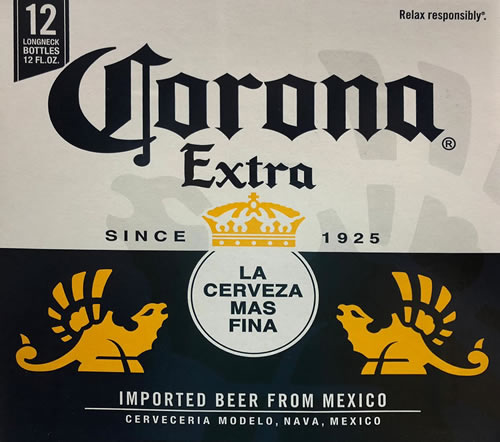 12
LONGNECK
BOTTLES
12 FL.OZ.
Relax responsibly®.
Corona®
Extra
SINCE 1925
LA
CERVEZA
MAS
FINA
IMPORTED BEER FROM MEXICO
CERVECERIA MODELO, NAVA, MEXICO